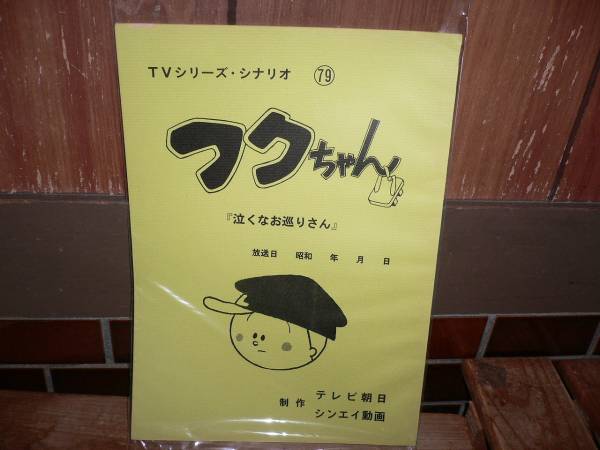 TVシリーズ・シナリオ ㊆㊈
フクちゃん
『泣くなお巡りさん』
放送日 昭和 年 月 日
制作 テレビ朝日
シンエイ動画